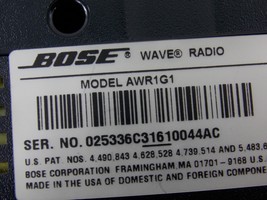 BOSE WAVE® RADIO
MODEL AWR1G1
SER. NO. 025336C31610044AC
U.S. PAT NOS. 4,490,843 4,628,528 4,739,514 AND 5,483,6
BOSE CORPORATION FRAMINGHAM, MA 01701 - 9168 U.S
MADE IN THE USA OF DOMESTIC AND FOREIGN COMPONE